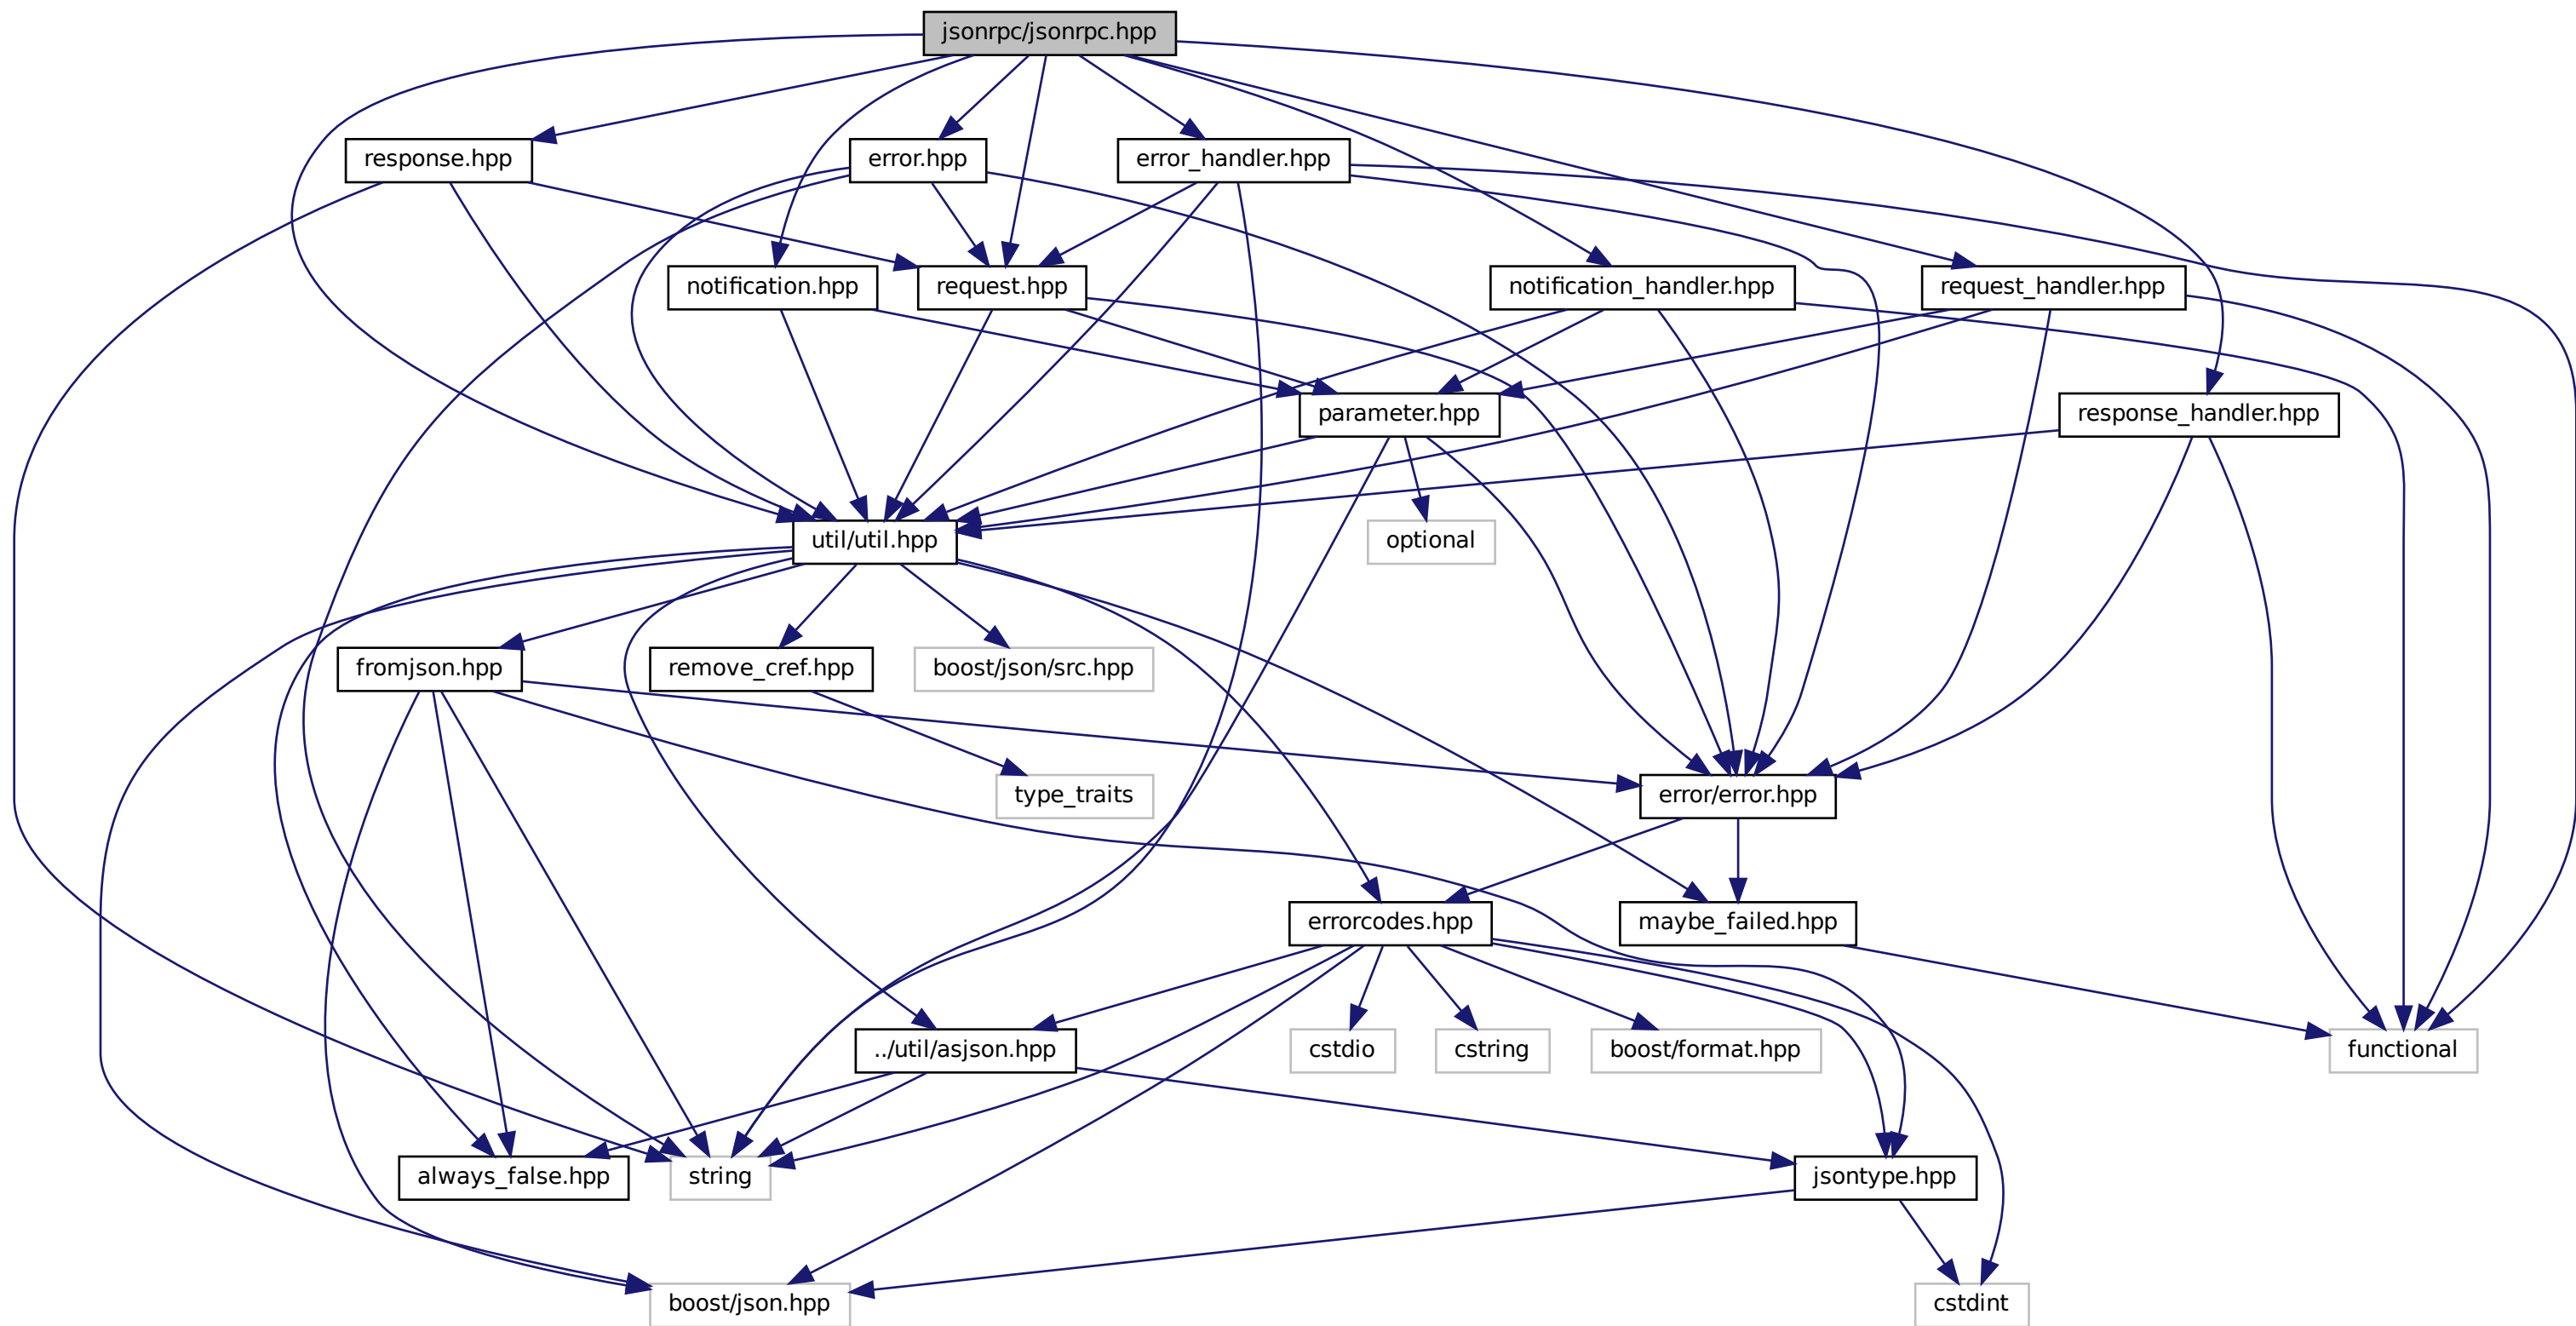 jsonrpc/jsonrpc.hpp
response.hpp
error.hpp
error_handler.hpp
notification.hpp
request.hpp
notification_handler.hpp
request_handler.hpp
parameter.hpp
response_handler.hpp
util/util.hpp
optional
fromjson.hpp
remove_cref.hpp
boost/json/src.hpp
type_traits
error/error.hpp
errorcodes.hpp
maybe_failed.hpp
../util/asjson.hpp
cstdio
cstring
boost/format.hpp
functional
always_false.hpp
string
jsontype.hpp
boost/json.hpp
cstdint